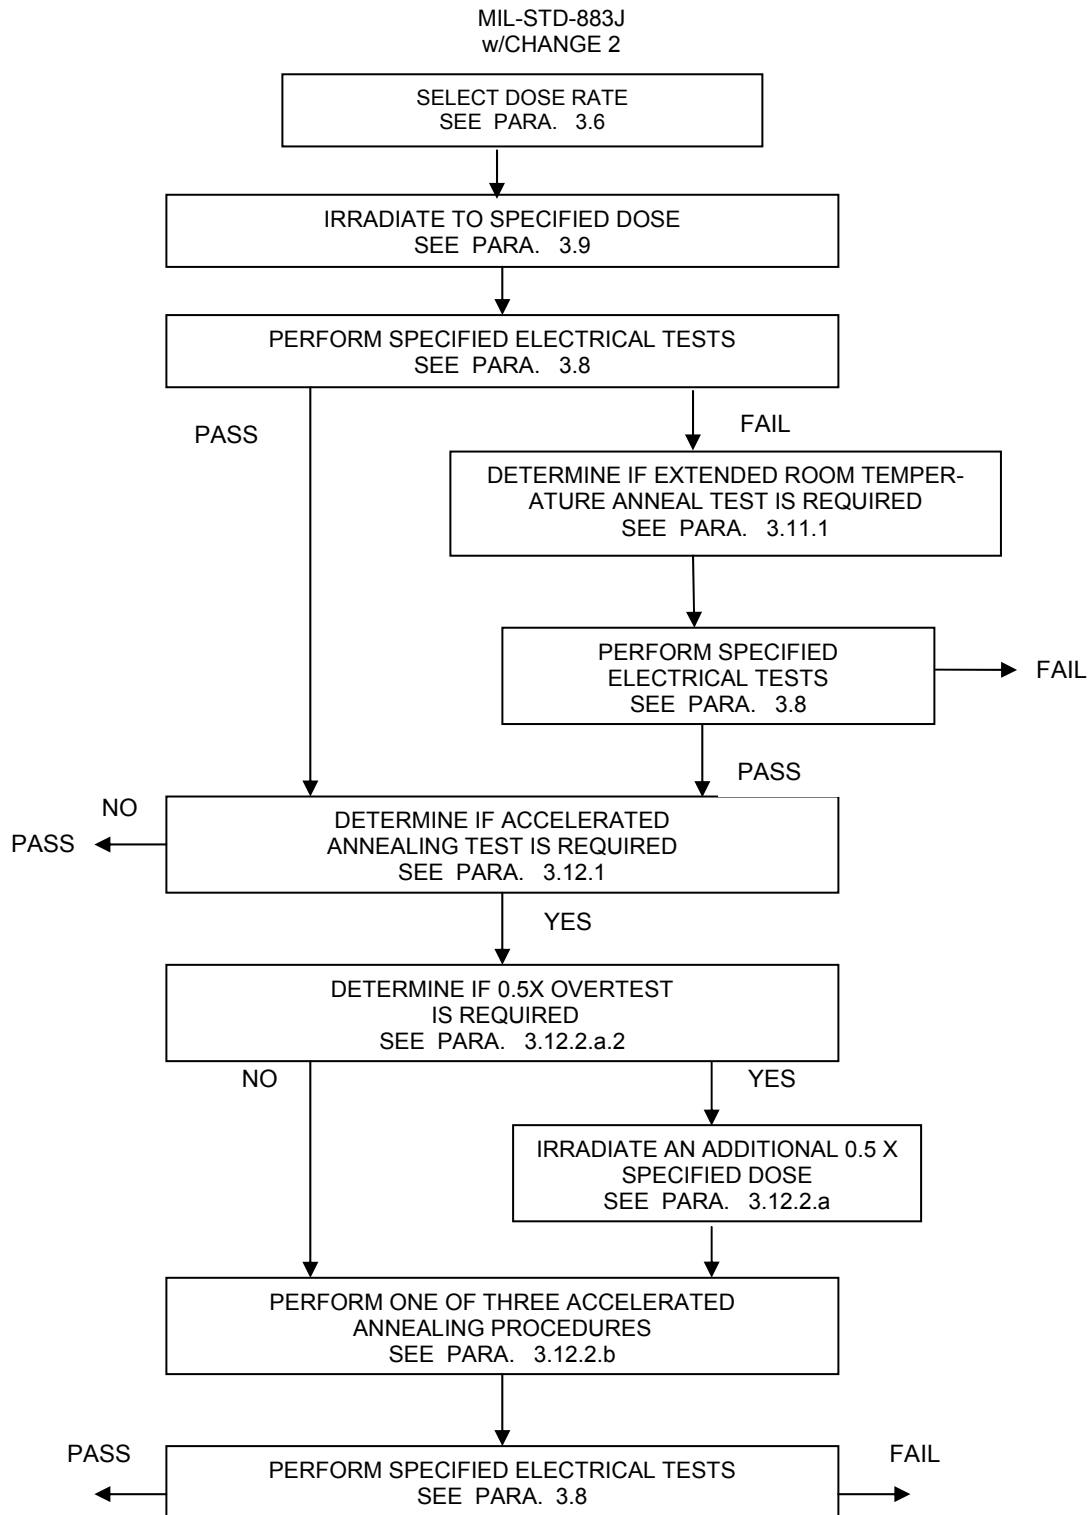 MIL-STD-883J
w/CHANGE 2
SELECT DOSE RATE
SEE PARA. 3.6
IRRADIATE TO SPECIFIED DOSE
SEE PARA. 3.9
PERFORM SPECIFIED ELECTRICAL TESTS
SEE PARA. 3.8
PASS
FAIL
DETERMINE IF EXTENDED ROOM TEMPER-
ATURE ANNEAL TEST IS REQUIRED
SEE PARA. 3.11.1
PERFORM SPECIFIED
ELECTRICAL TESTS
SEE PARA. 3.8
FAIL
PASS
NO
PASS
DETERMINE IF ACCELERATED
ANNEALING TEST IS REQUIRED
SEE PARA. 3.12.1
YES
DETERMINE IF 0.5X OVERTEST
IS REQUIRED
SEE PARA. 3.12.2.a.2
NO
YES
IRRADIATE AN ADDITIONAL 0.5 X
SPECIFIED DOSE
SEE PARA. 3.12.2.a
PERFORM ONE OF THREE ACCELERATED
ANNEALING PROCEDURES
SEE PARA. 3.12.2.b
PASS
FAIL
PERFORM SPECIFIED ELECTRICAL TESTS
SEE PARA. 3.8